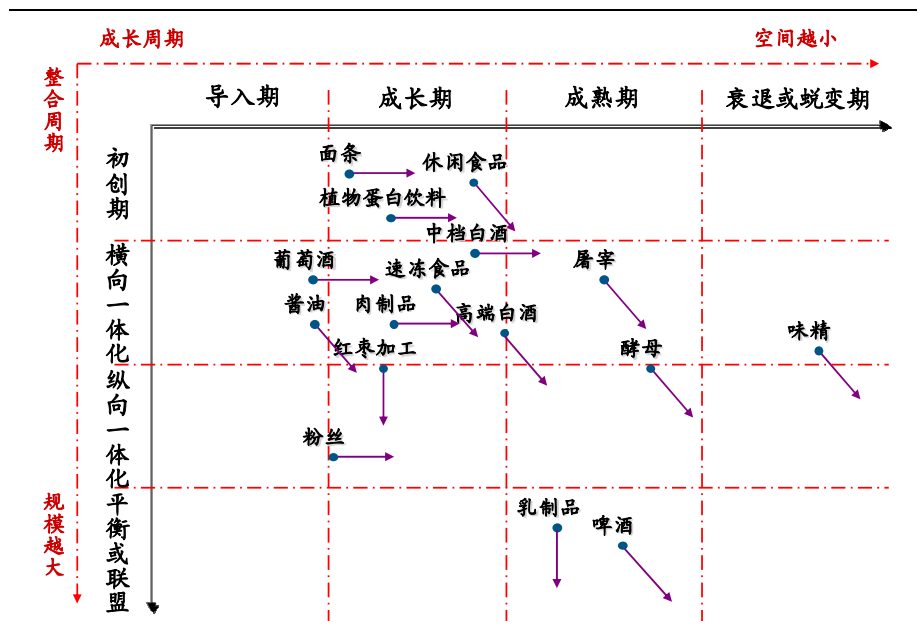 成长周期
空间越小
整合周期
导入期
成长期
成熟期
衰退或蜕变期
初创期
面条
休闲食品
植物蛋白饮料
中档白酒
横向一体化
葡萄酒
速冻食品
屠宰
酱油
肉制品
高端白酒
味精
红枣加工
酵母
纵向一体化
粉丝
规模越大
平衡或联盟
乳制品
啤酒